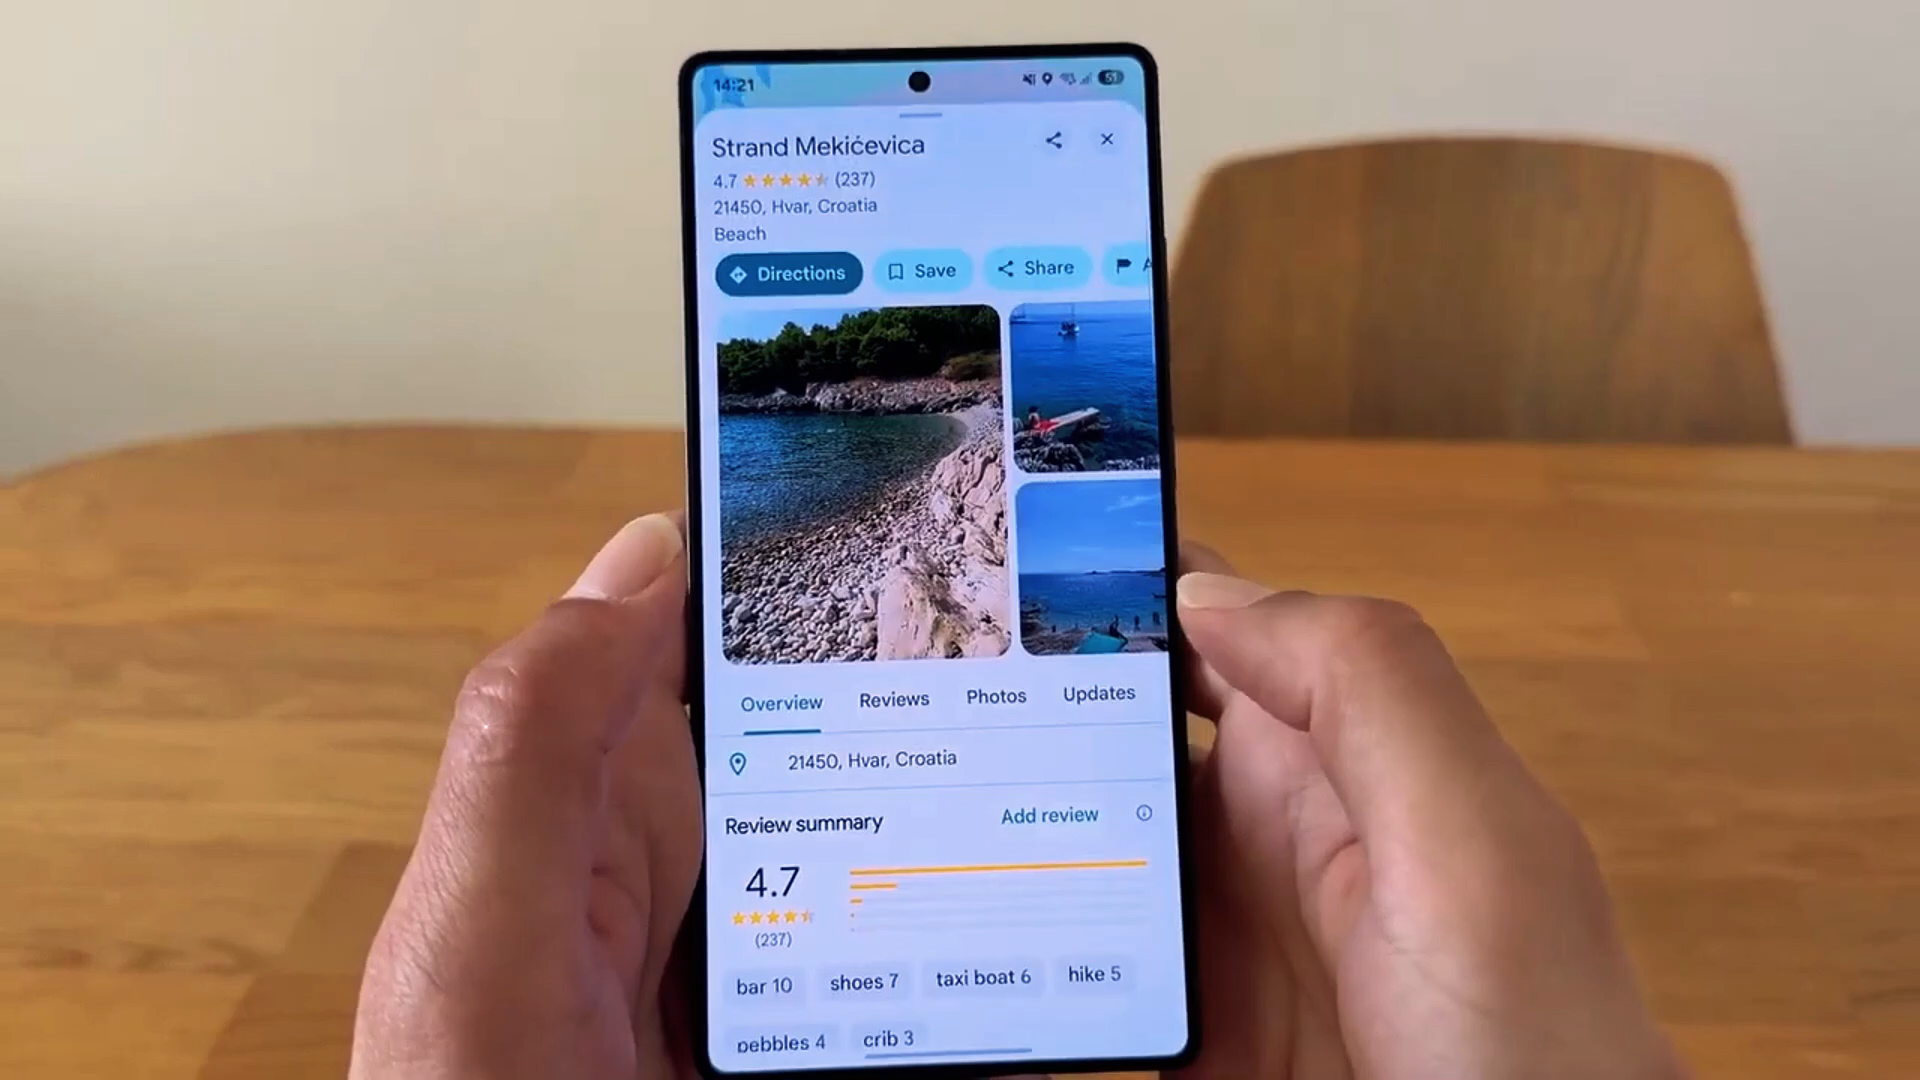 14:21
51
Strand Mekićevica
4.7 (237)
21450, Hvar, Croatia
Beach
Directions Save Share
Overview Reviews Photos Updates
21450, Hvar, Croatia
Review summary Add review
4.7
(237)
bar 10 shoes 7 taxi boat 6 hike 5
pebbles 4 crib 3